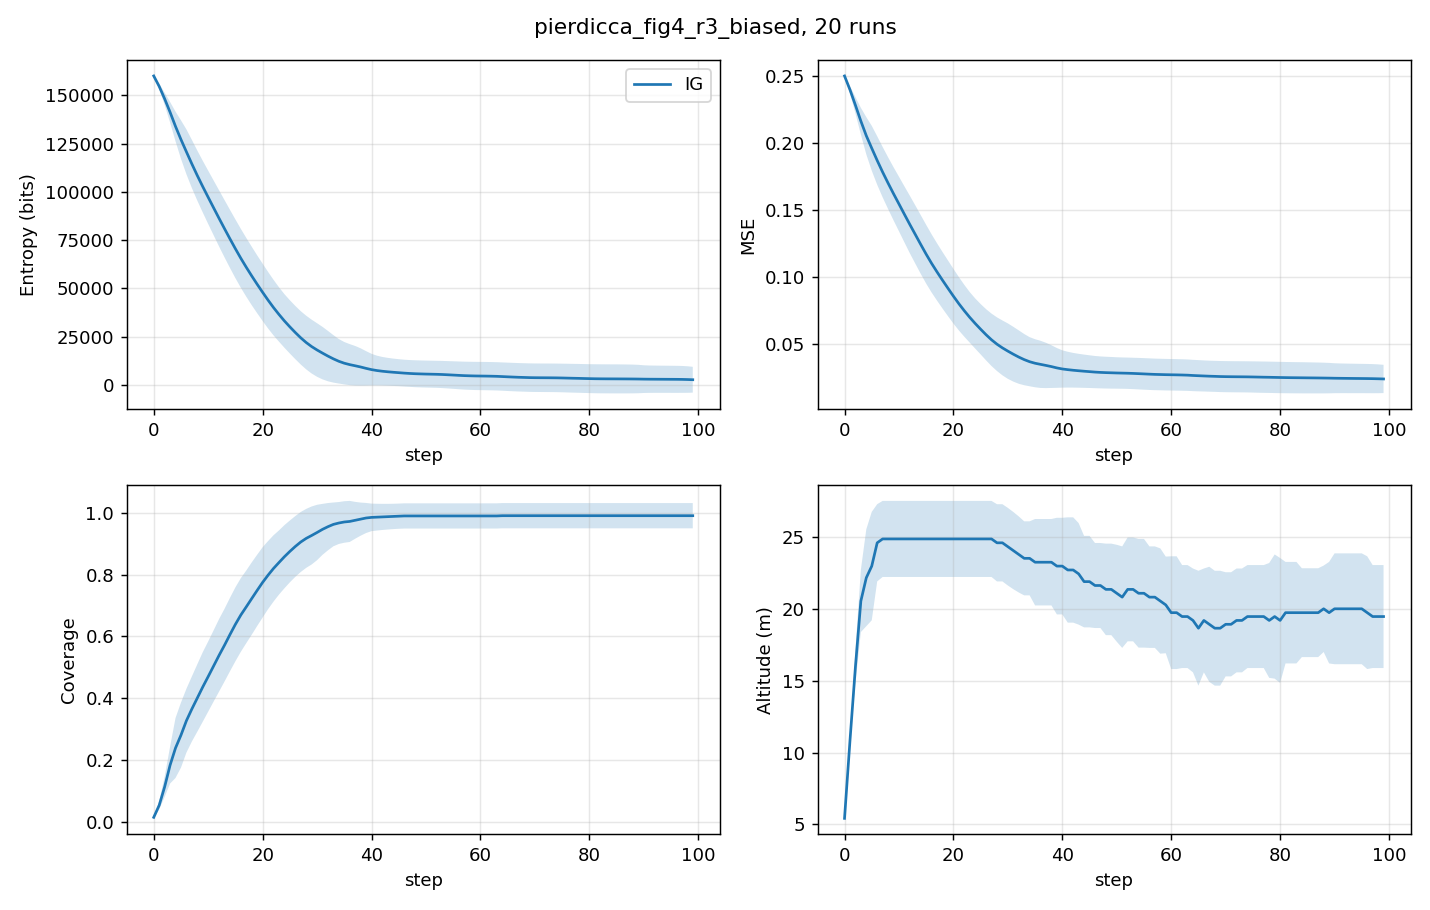 pierdicca_fig4_r3_biased, 20 runs
Entropy (bits)
150000
125000
100000
75000
50000
25000
0
IG
0 20 40 60 80 100
step
MSE
0.25
0.20
0.15
0.10
0.05
0 20 40 60 80 100
step
Coverage
1.0
0.8
0.6
0.4
0.2
0.0
0 20 40 60 80 100
step
Altitude (m)
25
20
15
10
5
0 20 40 60 80 100
step